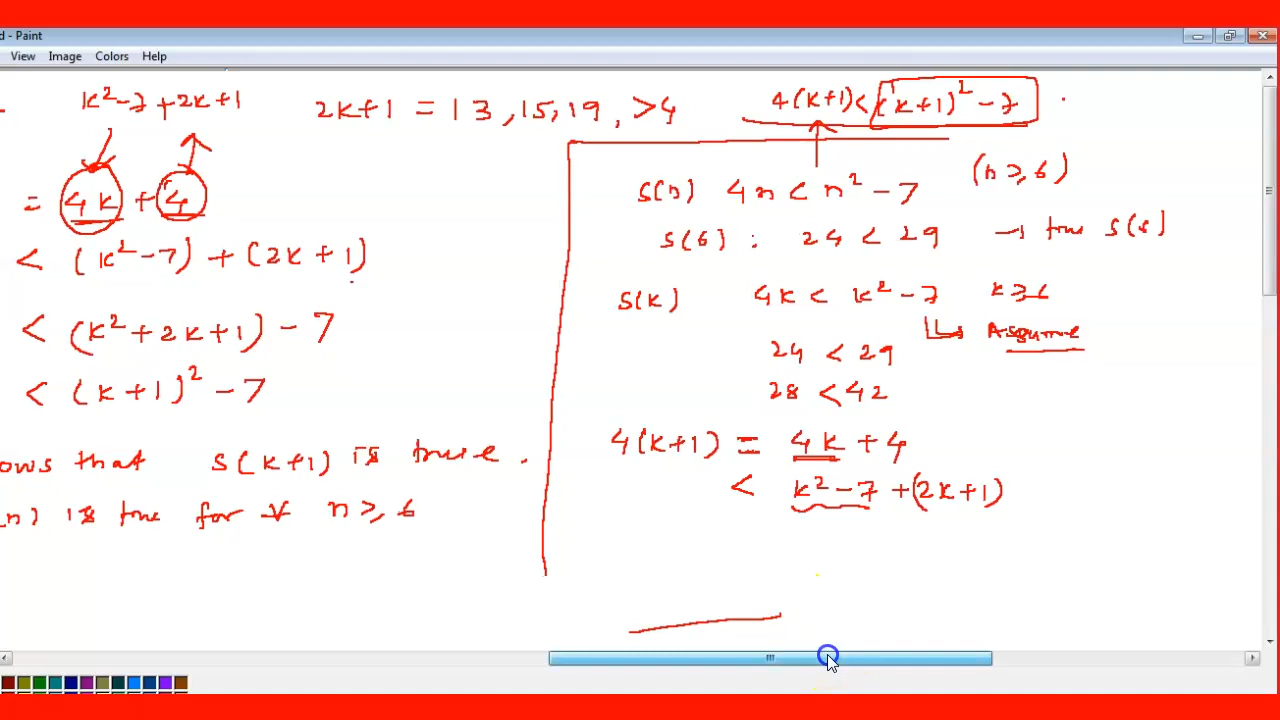 d - Paint
View Image Colors Help
k²-7+2k+1
2k+1 = 13,15,19, >4
4(k+1)<(k+1)²-7
= 4k + 4
< (k²-7) + (2k+1)
< (k²+2k+1) - 7
< (k+1)² - 7
ows that S(k+1) is true.
n) is true for ∀ n≥6
S(n) 4n < n² - 7 (n≥6)
S(6) : 24 < 29 → true
S(k) 4k < k² - 7 k≥6
↳ Assume
24 < 29
28 < 42
4(k+1) = 4k + 4
< k² - 7 + (2k+1)